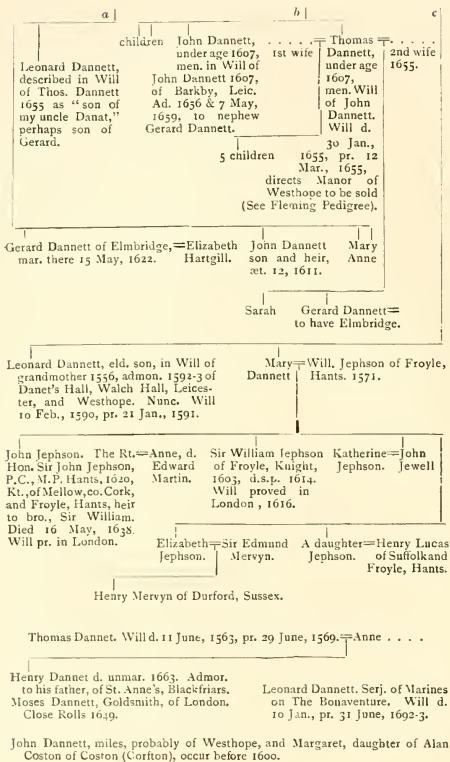 a b c
children
John Dannett,
under age 1607,
men. in Will of
John Dannett 1607,
of Barkby, Leic.
Ad. 1656 & 7 May,
1659, to nephew
Gerard Dannett.
. . . . .
1st wife
Thomas
Dannett,
under age
1607,
men. Will
of John
Dannett.
Will d.
30 Jan.,
1655, pr. 12
Mar., 1655,
directs Manor of
Westhope to be sold
(See Fleming Pedigree).
. . . . .
2nd wife
1655.
Leonard Dannett,
described in Will
of Thos. Dannett
1655 as "son of
my uncle Danat,"
perhaps son of
Gerard.
5 children
Gerard Dannett of Elmbridge,=Elizabeth
mar. there 15 May, 1622. Hartgill.
John Dannett
son and heir,
æt. 12, 1611.
Mary
Anne
Sarah
Gerard Dannett=
to have Elmbridge.
Leonard Dannett, eld. son, in Will of
grandmother 1556, admon. 1592-3 of
Danet's Hall, Walch Hall, Leices-
ter, and Westhope. Nunc. Will
10 Feb., 1590, pr. 21 Jan., 1591.
Mary=Will. Jephson of Froyle,
Dannett Hants. 1571.
John Jephson. The Rt.=Anne, d.
Hon. Sir John Jephson, Edward
P.C., M.P. Hants, 1620, Martin.
Kt., of Mellow, co. Cork,
and Froyle, Hants, heir
to bro., Sir William.
Died 16 May, 1638.
Will pr. in London.
Sir William Jephson
of Froyle, Knight,
1603, d.s.p. 1614.
Will proved in
London, 1616.
Katherine=John
Jephson. Jewell
Elizabeth=Sir Edmund
Jephson. Mervyn.
A daughter=Henry Lucas
Jephson. of Suffolk and
Froyle, Hants.
Henry Mervyn of Durford, Sussex.
Thomas Dannet. Will d. 11 June, 1563, pr. 29 June, 1569.=Anne . . . .
Henry Dannet d. unmar. 1663. Admor.
to his father, of St. Anne's, Blackfriars.
Moses Dannett, Goldsmith, of London.
Close Rolls 1649.
Leonard Dannett. Serj. of Marines
on The Bonaventure. Will d.
10 Jan., pr. 31 June, 1692-3.
John Dannett, miles, probably of Westhope, and Margaret, daughter of Alan
Coston of Coston (Corfton), occur before 1600.